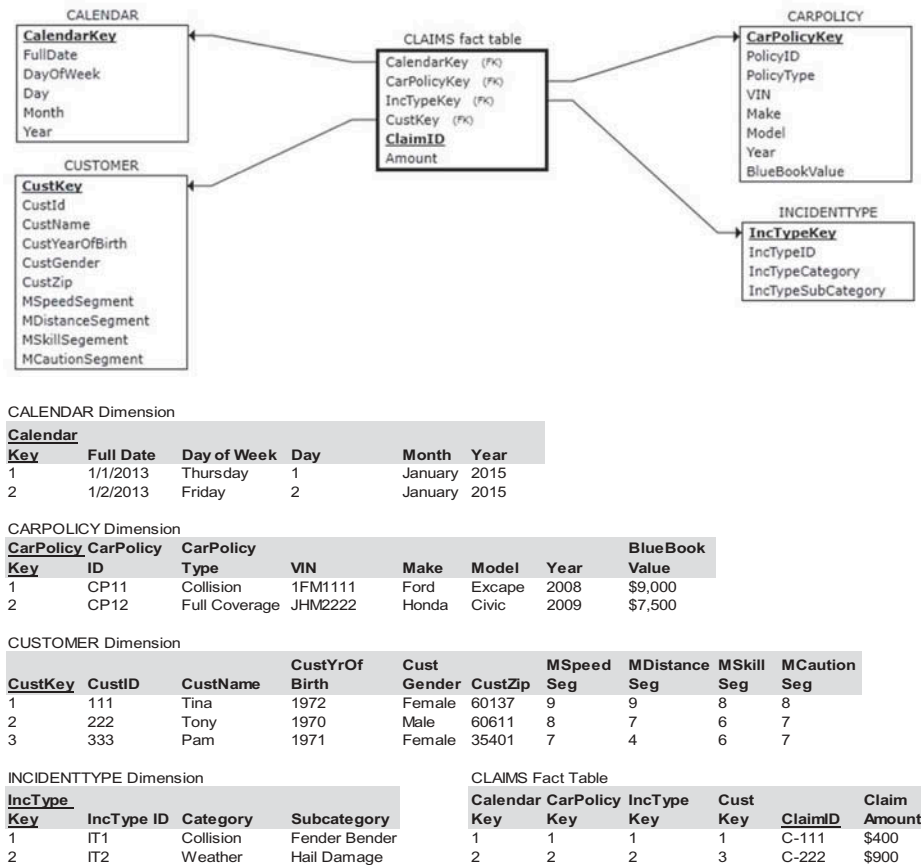 CALENDAR
CalendarKey
FullDate
DayOfWeek
Day
Month
Year
CLAIMS fact table
CalendarKey (FK)
CarPolicyKey (FK)
IncTypeKey (FK)
CustKey (FK)
ClaimID
Amount
CARPOLICY
CarPolicyKey
PolicyID
PolicyType
VIN
Make
Model
Year
BlueBookValue
CUSTOMER
CustKey
CustId
CustName
CustYearOfBirth
CustGender
CustZip
MSpeedSegment
MDistanceSegment
MSkillSegement
MCautionSegment
INCIDENTTYPE
IncTypeKey
IncTypeID
IncTypeCategory
IncTypeSubCategory
CALENDAR Dimension
Calendar
Key Full Date Day of Week Day Month Year
1 1/1/2013 Thursday 1 January 2015
2 1/2/2013 Friday 2 January 2015
CARPOLICY Dimension
CarPolicy CarPolicy CarPolicy BlueBook
Key ID Type VIN Make Model Year Value
1 CP11 Collision 1FM1111 Ford Excape 2008 $9,000
2 CP12 Full Coverage JHM2222 Honda Civic 2009 $7,500
CUSTOMER Dimension
CustYrOf Cust MSpeed MDistance MSkill MCaution
CustKey CustID CustName Birth Gender CustZip Seg Seg Seg Seg
1 111 Tina 1972 Female 60137 9 9 8 8
2 222 Tony 1970 Male 60611 8 7 6 7
3 333 Pam 1971 Female 35401 7 4 6 7
INCIDENTTYPE Dimension
IncType
Key IncType ID Category Subcategory
1 IT1 Collision Fender Bender
2 IT2 Weather Hail Damage
CLAIMS Fact Table
Calendar CarPolicy IncType Cust Claim
Key Key Key Key ClaimID Amount
1 1 1 1 C-111 $400
2 2 2 3 C-222 $900